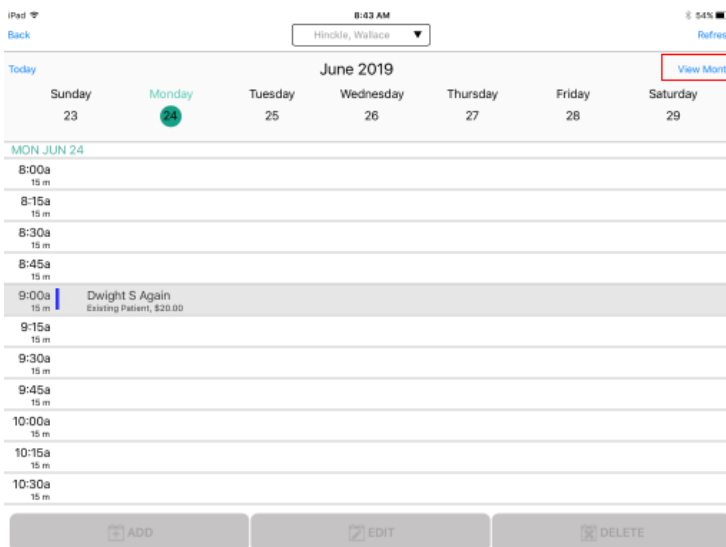 iPad 8:43 AM 54%
Back Hinckle, Wallace ▼ Refres
Today June 2019 View Mont
Sunday Monday Tuesday Wednesday Thursday Friday Saturday
23 24 25 26 27 28 29
MON JUN 24
8:00a
15 m
8:15a
15 m
8:30a
15 m
8:45a
15 m
9:00a Dwight S Again
15 m Existing Patient, $20.00
9:15a
15 m
9:30a
15 m
9:45a
15 m
10:00a
15 m
10:15a
15 m
10:30a
15 m
ADD EDIT DELETE